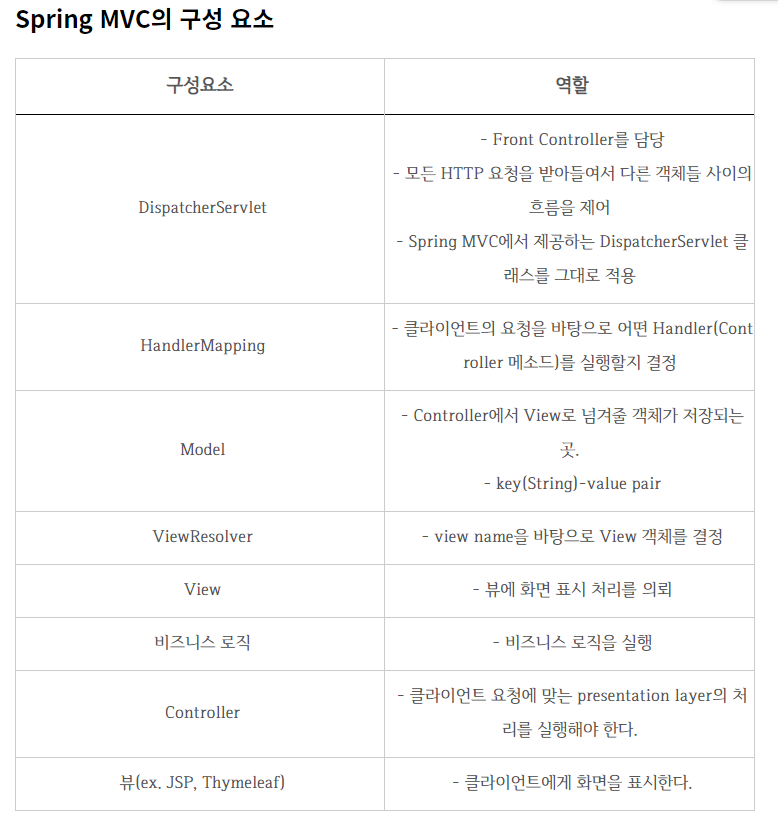 Spring MVC의 구성 요소
구성요소
역할
DispatcherServlet
- Front Controller를 담당
- 모든 HTTP 요청을 받아들여서 다른 객체들 사이의
흐름을 제어
- Spring MVC에서 제공하는 DispatcherServlet 클
래스를 그대로 적용
HandlerMapping
- 클라이언트의 요청을 바탕으로 어떤 Handler(Cont
roller 메소드)를 실행할지 결정
Model
- Controller에서 View로 넘겨줄 객체가 저장되는
곳.
- key(String)-value pair
ViewResolver
- view name을 바탕으로 View 객체를 결정
View
- 뷰에 화면 표시 처리를 의뢰
비즈니스 로직
- 비즈니스 로직을 실행
Controller
- 클라이언트 요청에 맞는 presentation layer의 처
리를 실행해야 한다.
뷰(ex. JSP, Thymeleaf)
- 클라이언트에게 화면을 표시한다.